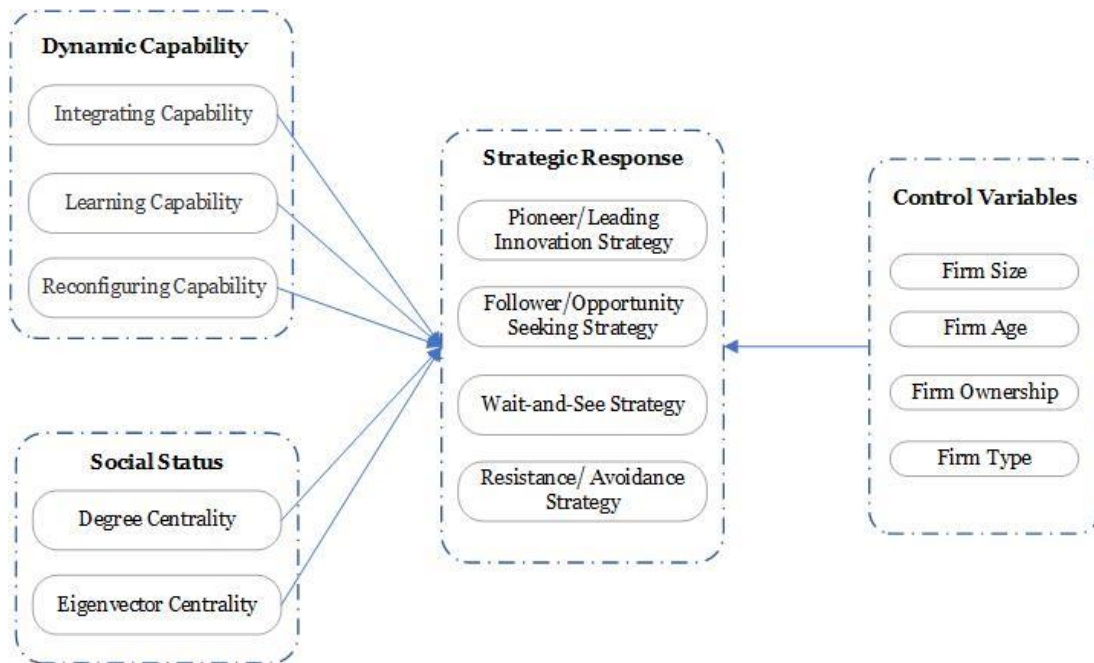 Dynamic Capability
Integrating Capability
Learning Capability
Reconfiguring Capability
Social Status
Degree Centrality
Eigenvector Centrality
Strategic Response
Pioneer/ Leading
Innovation Strategy
Follower/Opportunity
Seeking Strategy
Wait-and-See Strategy
Resistance/ Avoidance
Strategy
Control Variables
Firm Size
Firm Age
Firm Ownership
Firm Type